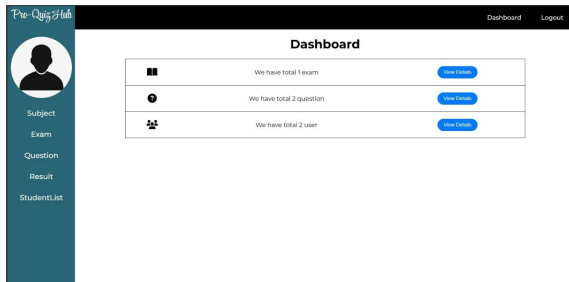 Pro-Quiz Hub
Dashboard Logout
Dashboard
We have total 1 exam View Details
We have total 2 question View Details
We have total 2 user View Details
Subject
Exam
Question
Result
StudentList